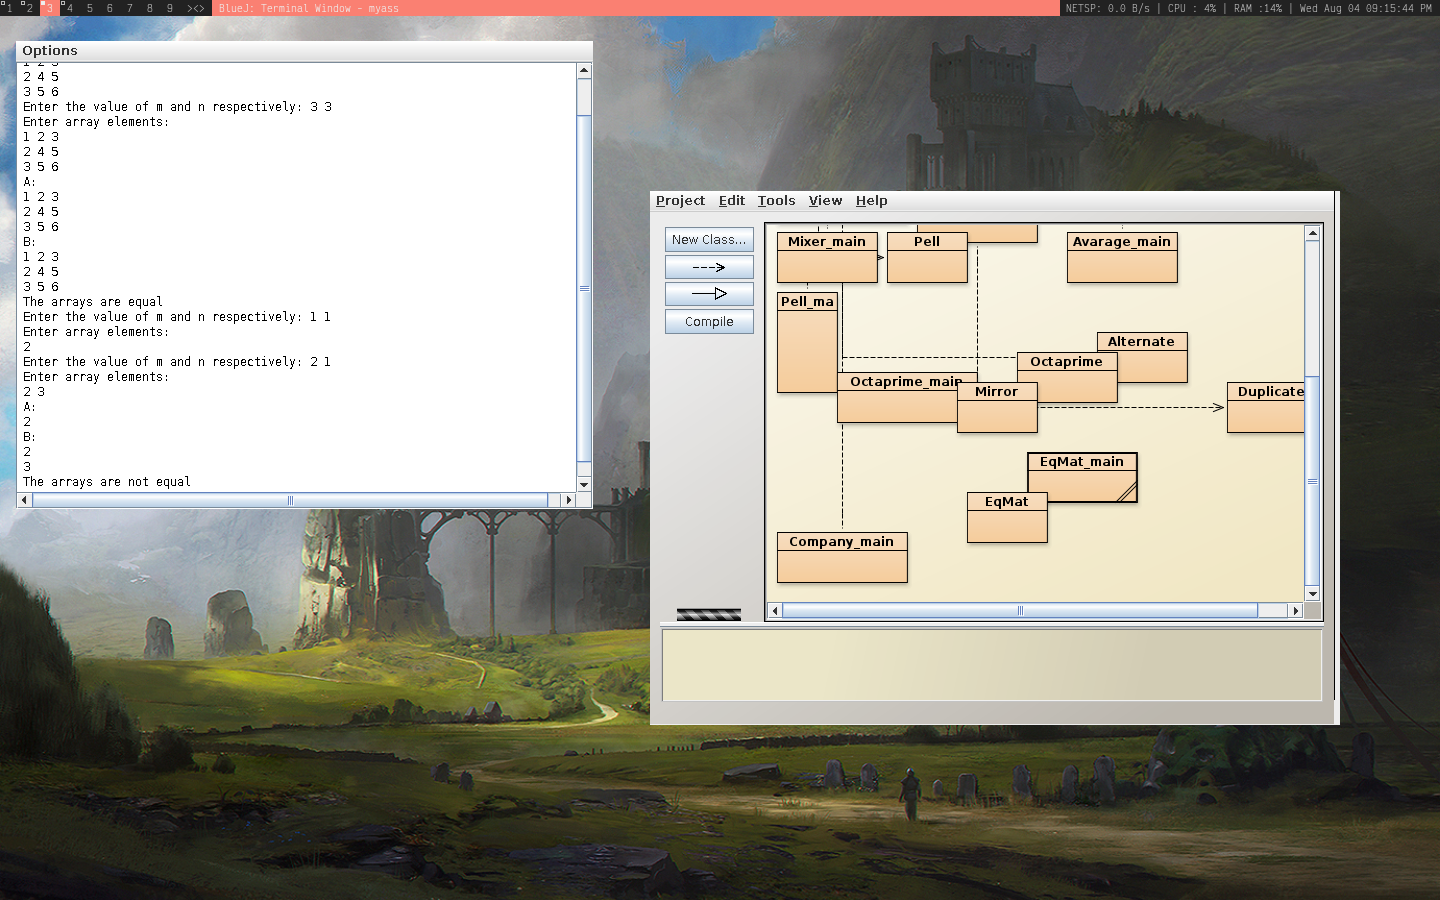 1 2 3 4 5 6 7 8 9 ><> BlueJ: Terminal Window - myass NETSP: 0.0 B/s | CPU : 4% | RAM :14% | Wed Aug 04 09:15:44 PM
Options
1 2 3
2 4 5
3 5 6
Enter the value of m and n respectively: 3 3
Enter array elements:
1 2 3
2 4 5
3 5 6
A:
1 2 3
2 4 5
3 5 6
B:
1 2 3
2 4 5
3 5 6
The arrays are equal
Enter the value of m and n respectively: 1 1
Enter array elements:
2
Enter the value of m and n respectively: 2 1
Enter array elements:
2 3
A:
2
B:
2
3
The arrays are not equal
Project Edit Tools View Help
New Class...
Compile
Mixer_main
Pell
Avarage_main
Pell_ma
Alternate
Octaprime
Octaprime_main
Mirror
Duplicate
EqMat_main
EqMat
Company_main